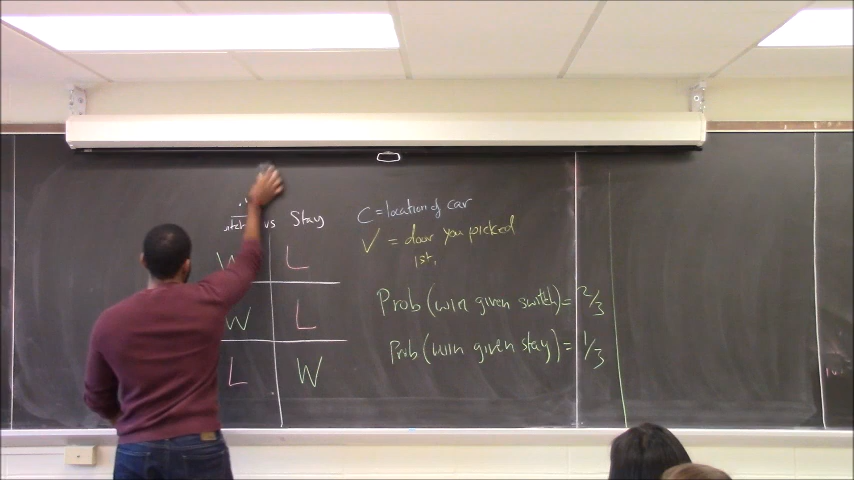 vs Stay
W L
W L
L W
C = location of car
✓ = door you picked
1st.
Prob (win given switch) = 2/3
Prob (win given stay) = 1/3